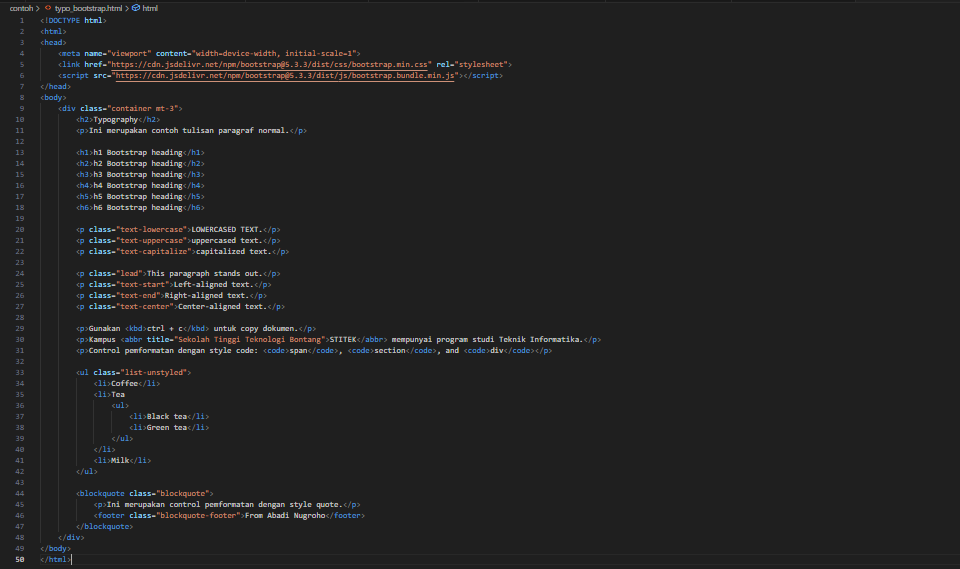 contoh > typo_bootstrap.html > html
1 <!DOCTYPE html>
2 <html>
3 <head>
4 <meta name="viewport" content="width=device-width, initial-scale=1">
5 <link href="https://cdn.jsdelivr.net/npm/bootstrap@5.3.3/dist/css/bootstrap.min.css" rel="stylesheet">
6 <script src="https://cdn.jsdelivr.net/npm/bootstrap@5.3.3/dist/js/bootstrap.bundle.min.js"></script>
7 </head>
8 <body>
9 <div class="container mt-3">
10 <h2>Typography</h2>
11 <p>Ini merupakan contoh tulisan paragraf normal.</p>
12
13 <h1>h1 Bootstrap heading</h1>
14 <h2>h2 Bootstrap heading</h2>
15 <h3>h3 Bootstrap heading</h3>
16 <h4>h4 Bootstrap heading</h4>
17 <h5>h5 Bootstrap heading</h5>
18 <h6>h6 Bootstrap heading</h6>
19
20 <p class="text-lowercase">LOWERCASED TEXT.</p>
21 <p class="text-uppercase">uppercased text.</p>
22 <p class="text-capitalize">capitalized text.</p>
23
24 <p class="lead">This paragraph stands out.</p>
25 <p class="text-start">Left-aligned text.</p>
26 <p class="text-end">Right-aligned text.</p>
27 <p class="text-center">Center-aligned text.</p>
28
29 <p>Gunakan <kbd>ctrl + c</kbd> untuk copy dokumen.</p>
30 <p>Kampus <abbr title="Sekolah Tinggi Teknologi Bontang">STITEK</abbr> mempunyai program studi Teknik Informatika.</p>
31 <p>Control pemformatan dengan style code: <code>span</code>, <code>section</code>, and <code>div</code></p>
32
33 <ul class="list-unstyled">
34 <li>Coffee</li>
35 <li>Tea
36 <ul>
37 <li>Black tea</li>
38 <li>Green tea</li>
39 </ul>
40 </li>
41 <li>Milk</li>
42 </ul>
43
44 <blockquote class="blockquote">
45 <p>Ini merupakan control pemformatan dengan style quote.</p>
46 <footer class="blockquote-footer">From Abadi Nugroho</footer>
47 </blockquote>
48 </div>
49 </body>
50 </html>